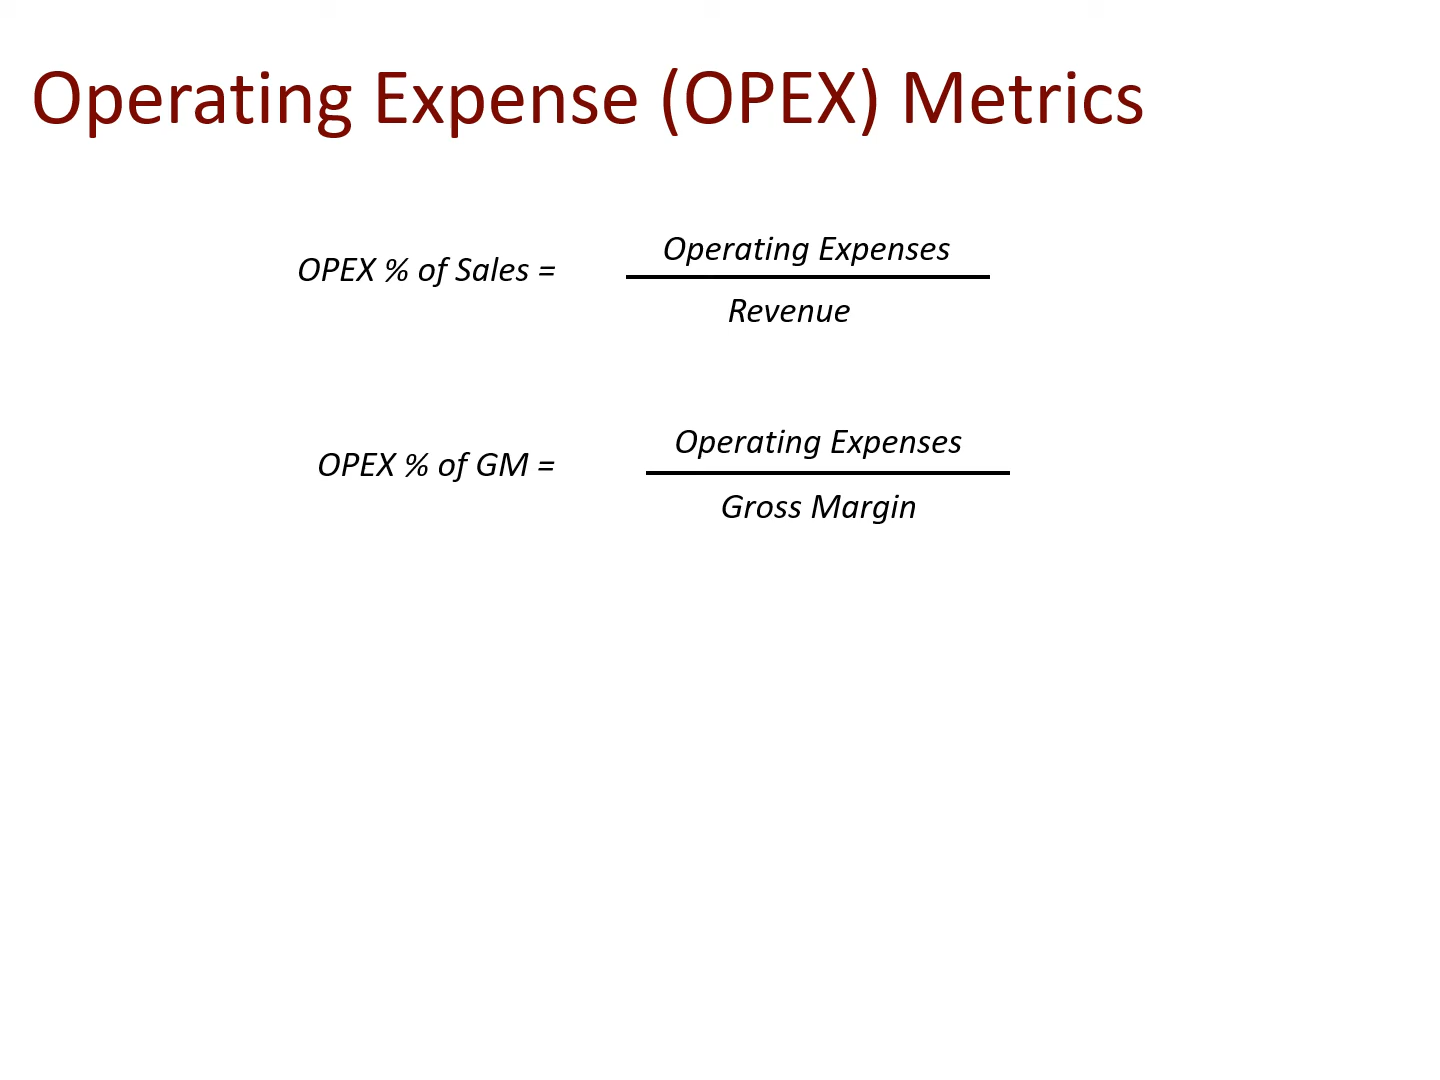 Operating Expense (OPEX) Metrics
Operating Expenses
OPEX % of Sales =
Revenue
Operating Expenses
OPEX % of GM =
Gross Margin